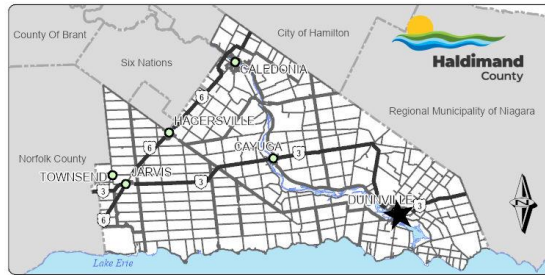 County Of Brant
City of Hamilton
Haldimand
County
Six Nations
CALEDONIA
6
Regional Municipality of Niagara
6
HAGERSVILLE
CAYUGA
3
Norfolk County
TOWNSEND
JARVIS
3
3
DUNNVILLE
3
6
N
Lake Erie